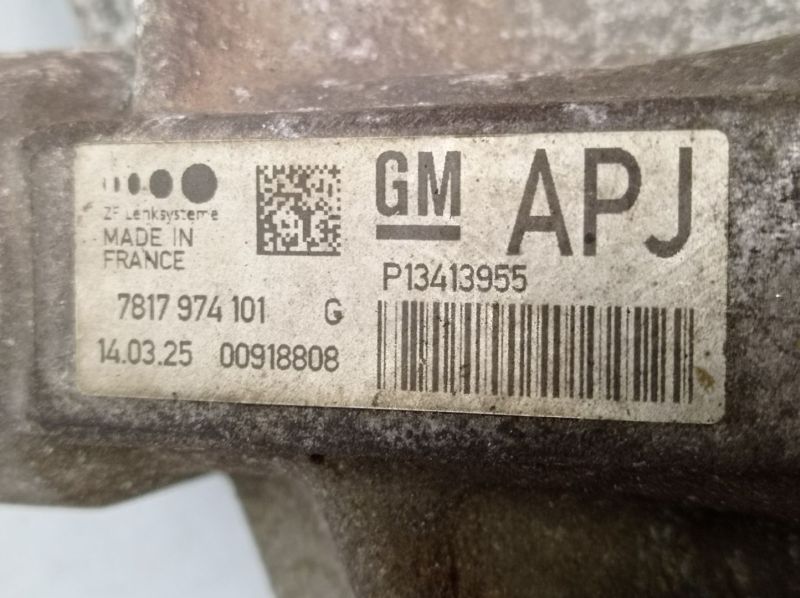 ZF Lenksysteme
MADE IN
FRANCE
7817 974 101 G
14.03.25 00918808
GM APJ
P13413955